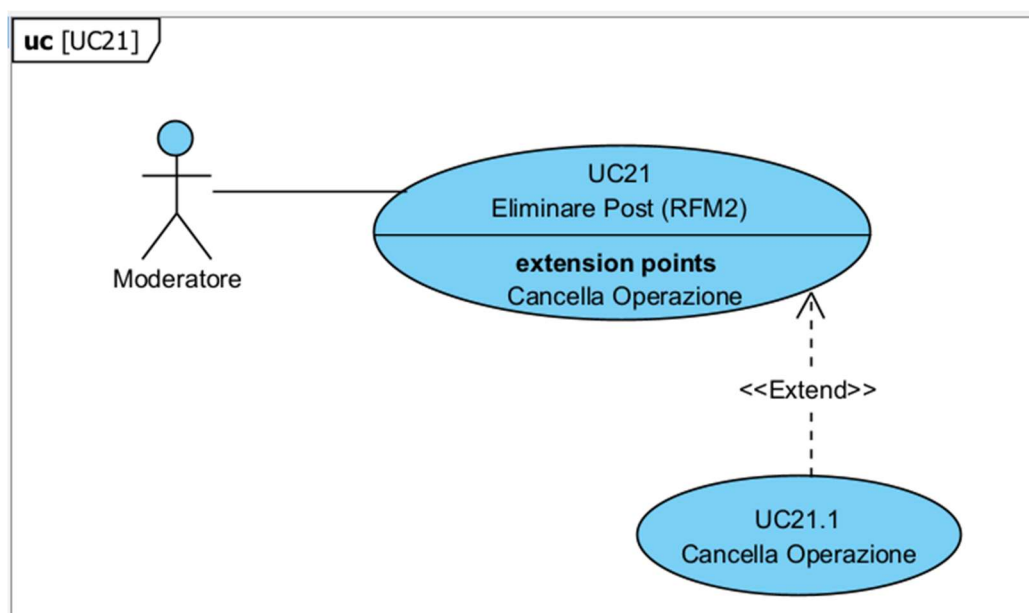 uc [UC21]
UC21
Eliminare Post (RFM2)
extension points
Cancella Operazione
Moderatore
<<Extend>>
UC21.1
Cancella Operazione